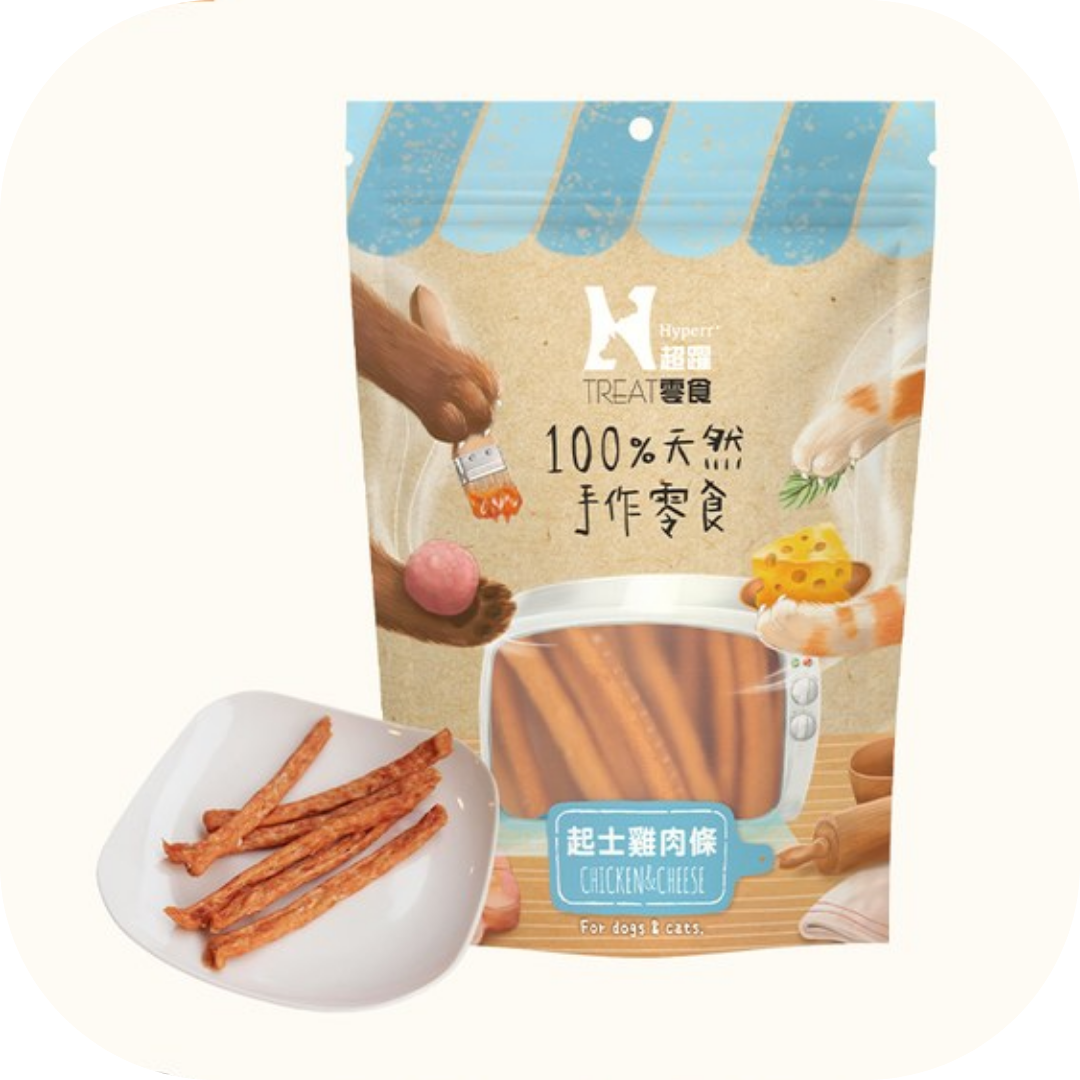 Hyperr
超躍
TREAT零食
100%天然
手作零食
起士雞肉條
CHICKEN&CHEESE
For dogs & cats.